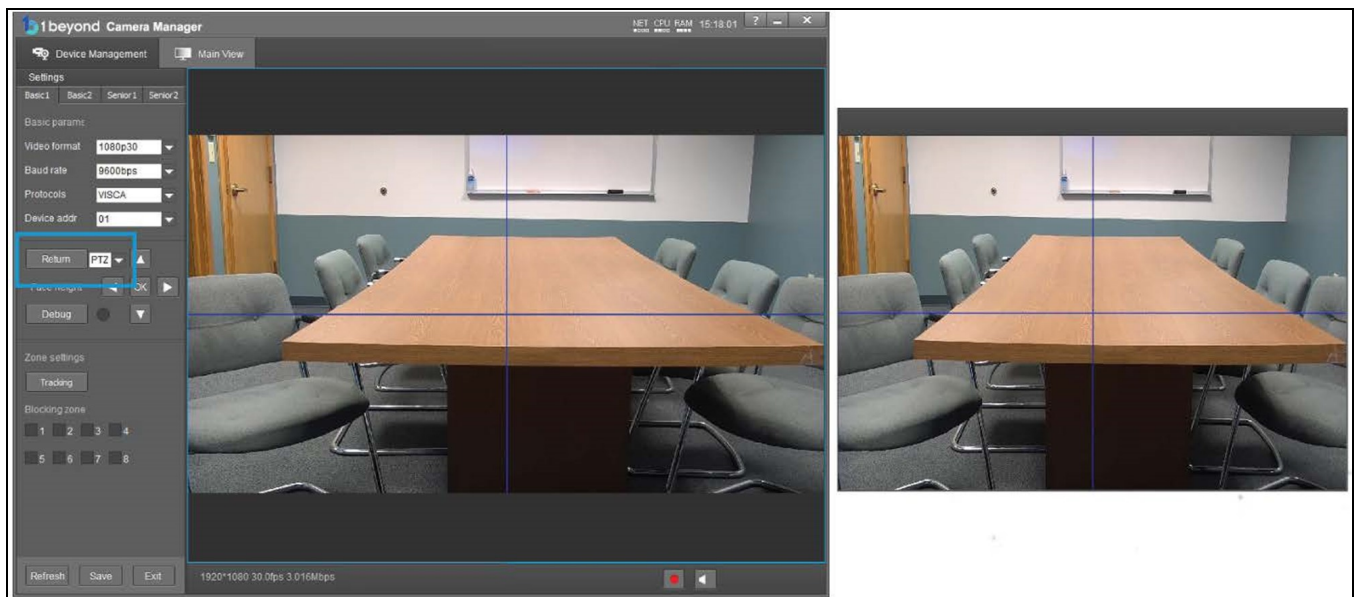 1beyond Camera Manager
NET CPU RAM 15:18:01 ? – ×
Device Management Main View
Settings
Basic1 Basic2 Senior1 Senior2
Basic params
Video format 1080p30
Baud rate 9600bps
Protocols VISCA
Device addr 01
Return PTZ
Face height OK
Debug
Zone settings
Tracking
Blocking zone
1 2 3 4
5 6 7 8
Refresh Save Exit
1920*1080 30.0fps 3.016Mbps